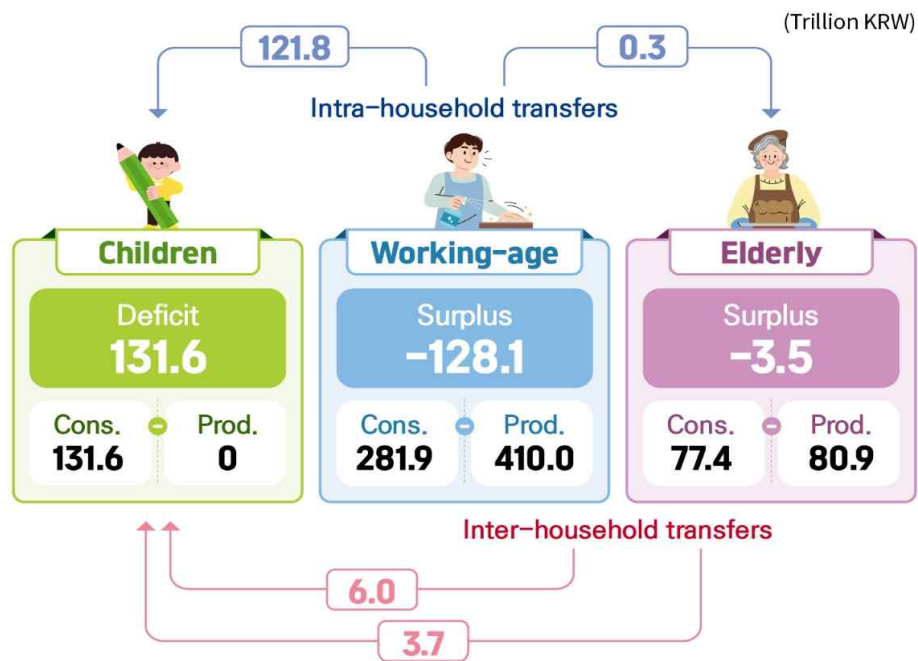 (Trillion KRW)
121.8
0.3
Intra-household transfers
Children
Deficit
131.6
Cons.
131.6
Prod.
0
Working-age
Surplus
-128.1
Cons.
281.9
Prod.
410.0
Elderly
Surplus
-3.5
Cons.
77.4
Prod.
80.9
Inter-household transfers
6.0
3.7